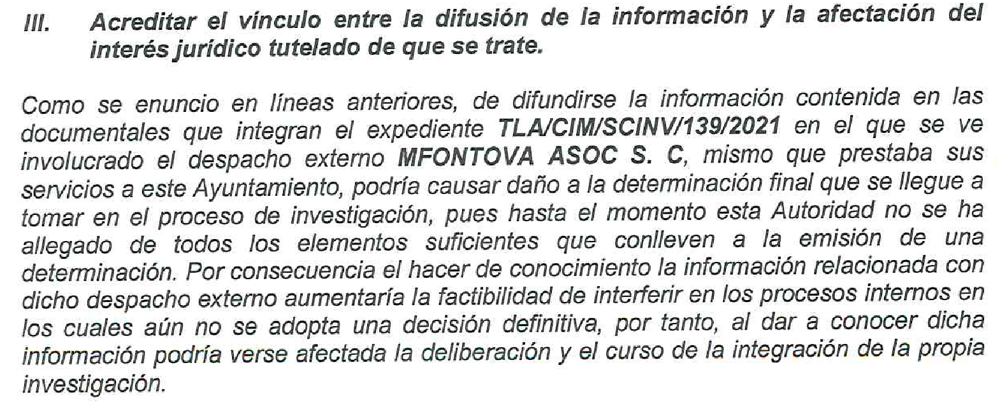 III. Acreditar el vínculo entre la difusión de la información y la afectación del
interés jurídico tutelado de que se trate.
Como se enuncio en líneas anteriores, de difundirse la información contenida en las
documentales que integran el expediente TLA/CIM/SCINV/139/2021 en el que se ve
involucrado el despacho externo MFONTOVA ASOC S. C, mismo que prestaba sus
servicios a este Ayuntamiento, podría causar daño a la determinación final que se llegue a
tomar en el proceso de investigación, pues hasta el momento esta Autoridad no se ha
allegado de todos los elementos suficientes que conlleven a la emisión de una
determinación. Por consecuencia el hacer de conocimiento la información relacionada con
dicho despacho externo aumentaría la factibilidad de interferir en los procesos internos en
los cuales aún no se adopta una decisión definitiva, por tanto, al dar a conocer dicha
información podría verse afectada la deliberación y el curso de la integración de la propia
investigación.